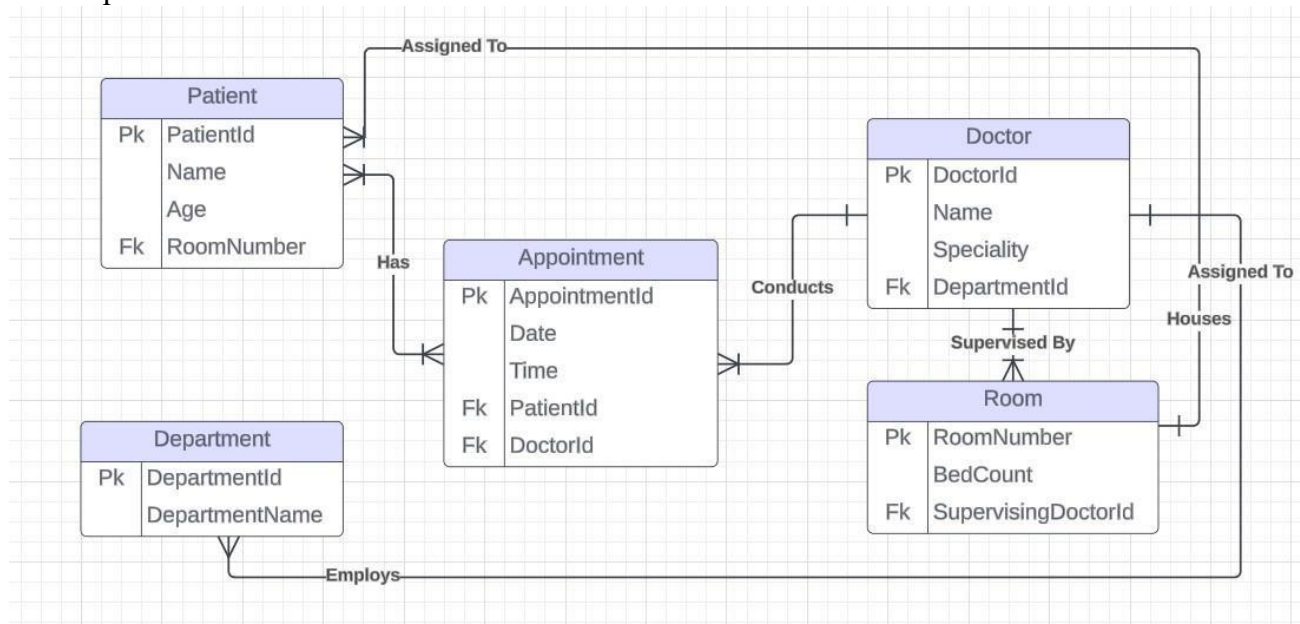 Assigned To
Patient
Pk PatientId
Name
Age
Fk RoomNumber
Has
Appointment
Pk AppointmentId
Date
Time
Fk PatientId
Fk DoctorId
Conducts
Doctor
Pk DoctorId
Name
Speciality
Fk DepartmentId
Assigned To
Houses
Supervised By
Room
Pk RoomNumber
BedCount
Fk SupervisingDoctorId
Department
Pk DepartmentId
DepartmentName
Employs